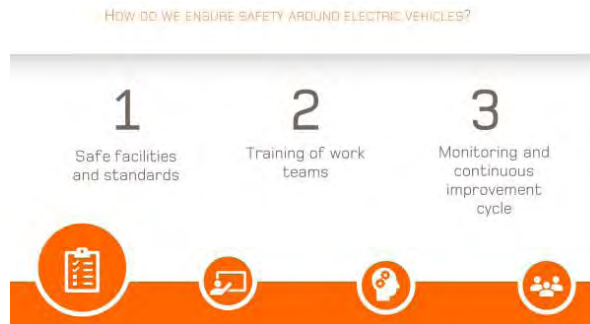 HOW DO WE ENSURE SAFETY AROUND ELECTRIC VEHICLES?
1
Safe facilities
and standards
2
Training of work
teams
3
Monitoring and
continuous
improvement
cycle